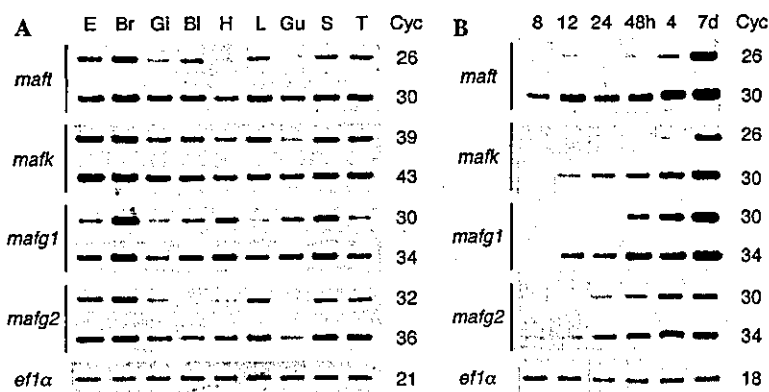 A E Br Gi Bl H L Gu S T Cyc
maft 26
30
mafk 39
43
mafg1 30
34
mafg2 32
36
ef1α 21
B 8 12 24 48h 4 7d Cyc
maft 26
30
mafk 26
30
mafg1 30
34
mafg2 30
34
ef1α 18